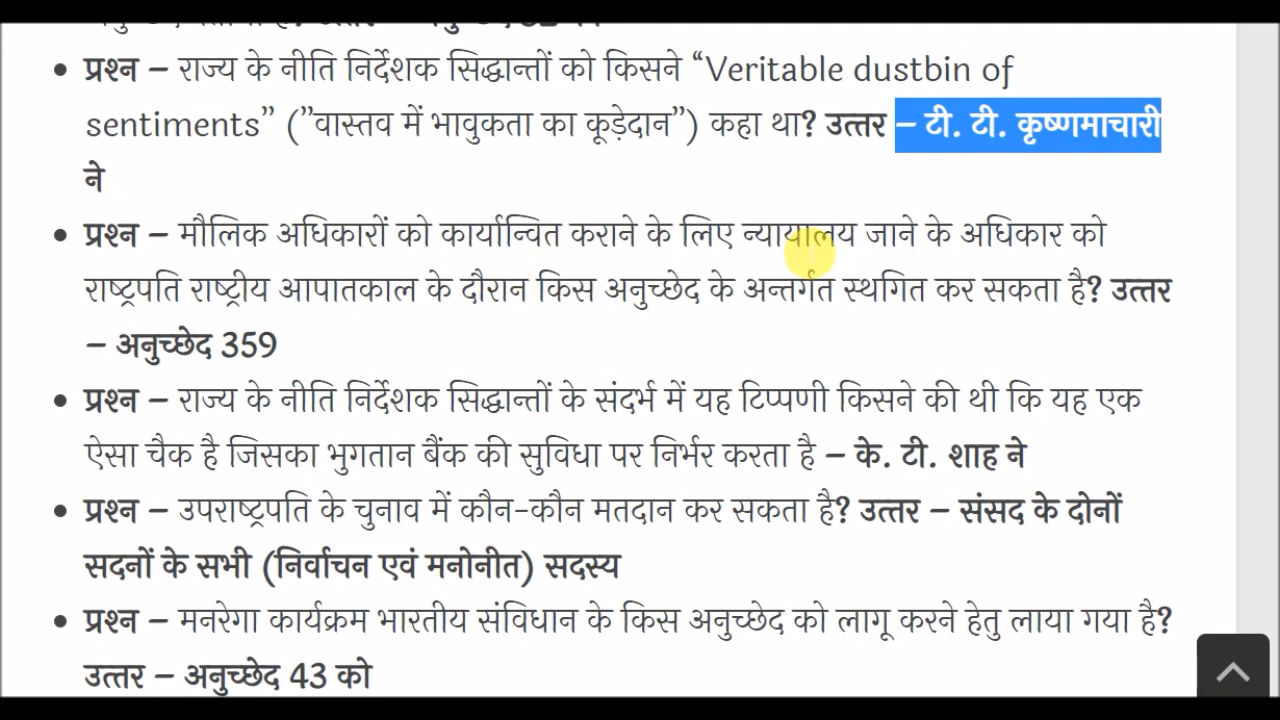 प्रश्न – राज्य के नीति निर्देशक सिद्धान्तों को किसने “Veritable dustbin of
sentiments” (”वास्तव में भावुकता का कूड़ेदान”) कहा था? उत्तर – टी. टी. कृष्णमाचारी
ने
प्रश्न – मौलिक अधिकारों को कार्यान्वित कराने के लिए न्यायालय जाने के अधिकार को
राष्ट्रपति राष्ट्रीय आपातकाल के दौरान किस अनुच्छेद के अन्तर्गत स्थगित कर सकता है? उत्तर
– अनुच्छेद 359
प्रश्न – राज्य के नीति निर्देशक सिद्धान्तों के संदर्भ में यह टिप्पणी किसने की थी कि यह एक
ऐसा चैक है जिसका भुगतान बैंक की सुविधा पर निर्भर करता है – के. टी. शाह ने
प्रश्न – उपराष्ट्रपति के चुनाव में कौन-कौन मतदान कर सकता है? उत्तर – संसद के दोनों
सदनों के सभी (निर्वाचन एवं मनोनीत) सदस्य
प्रश्न – मनरेगा कार्यक्रम भारतीय संविधान के किस अनुच्छेद को लागू करने हेतु लाया गया है?
उत्तर – अनुच्छेद 43 को